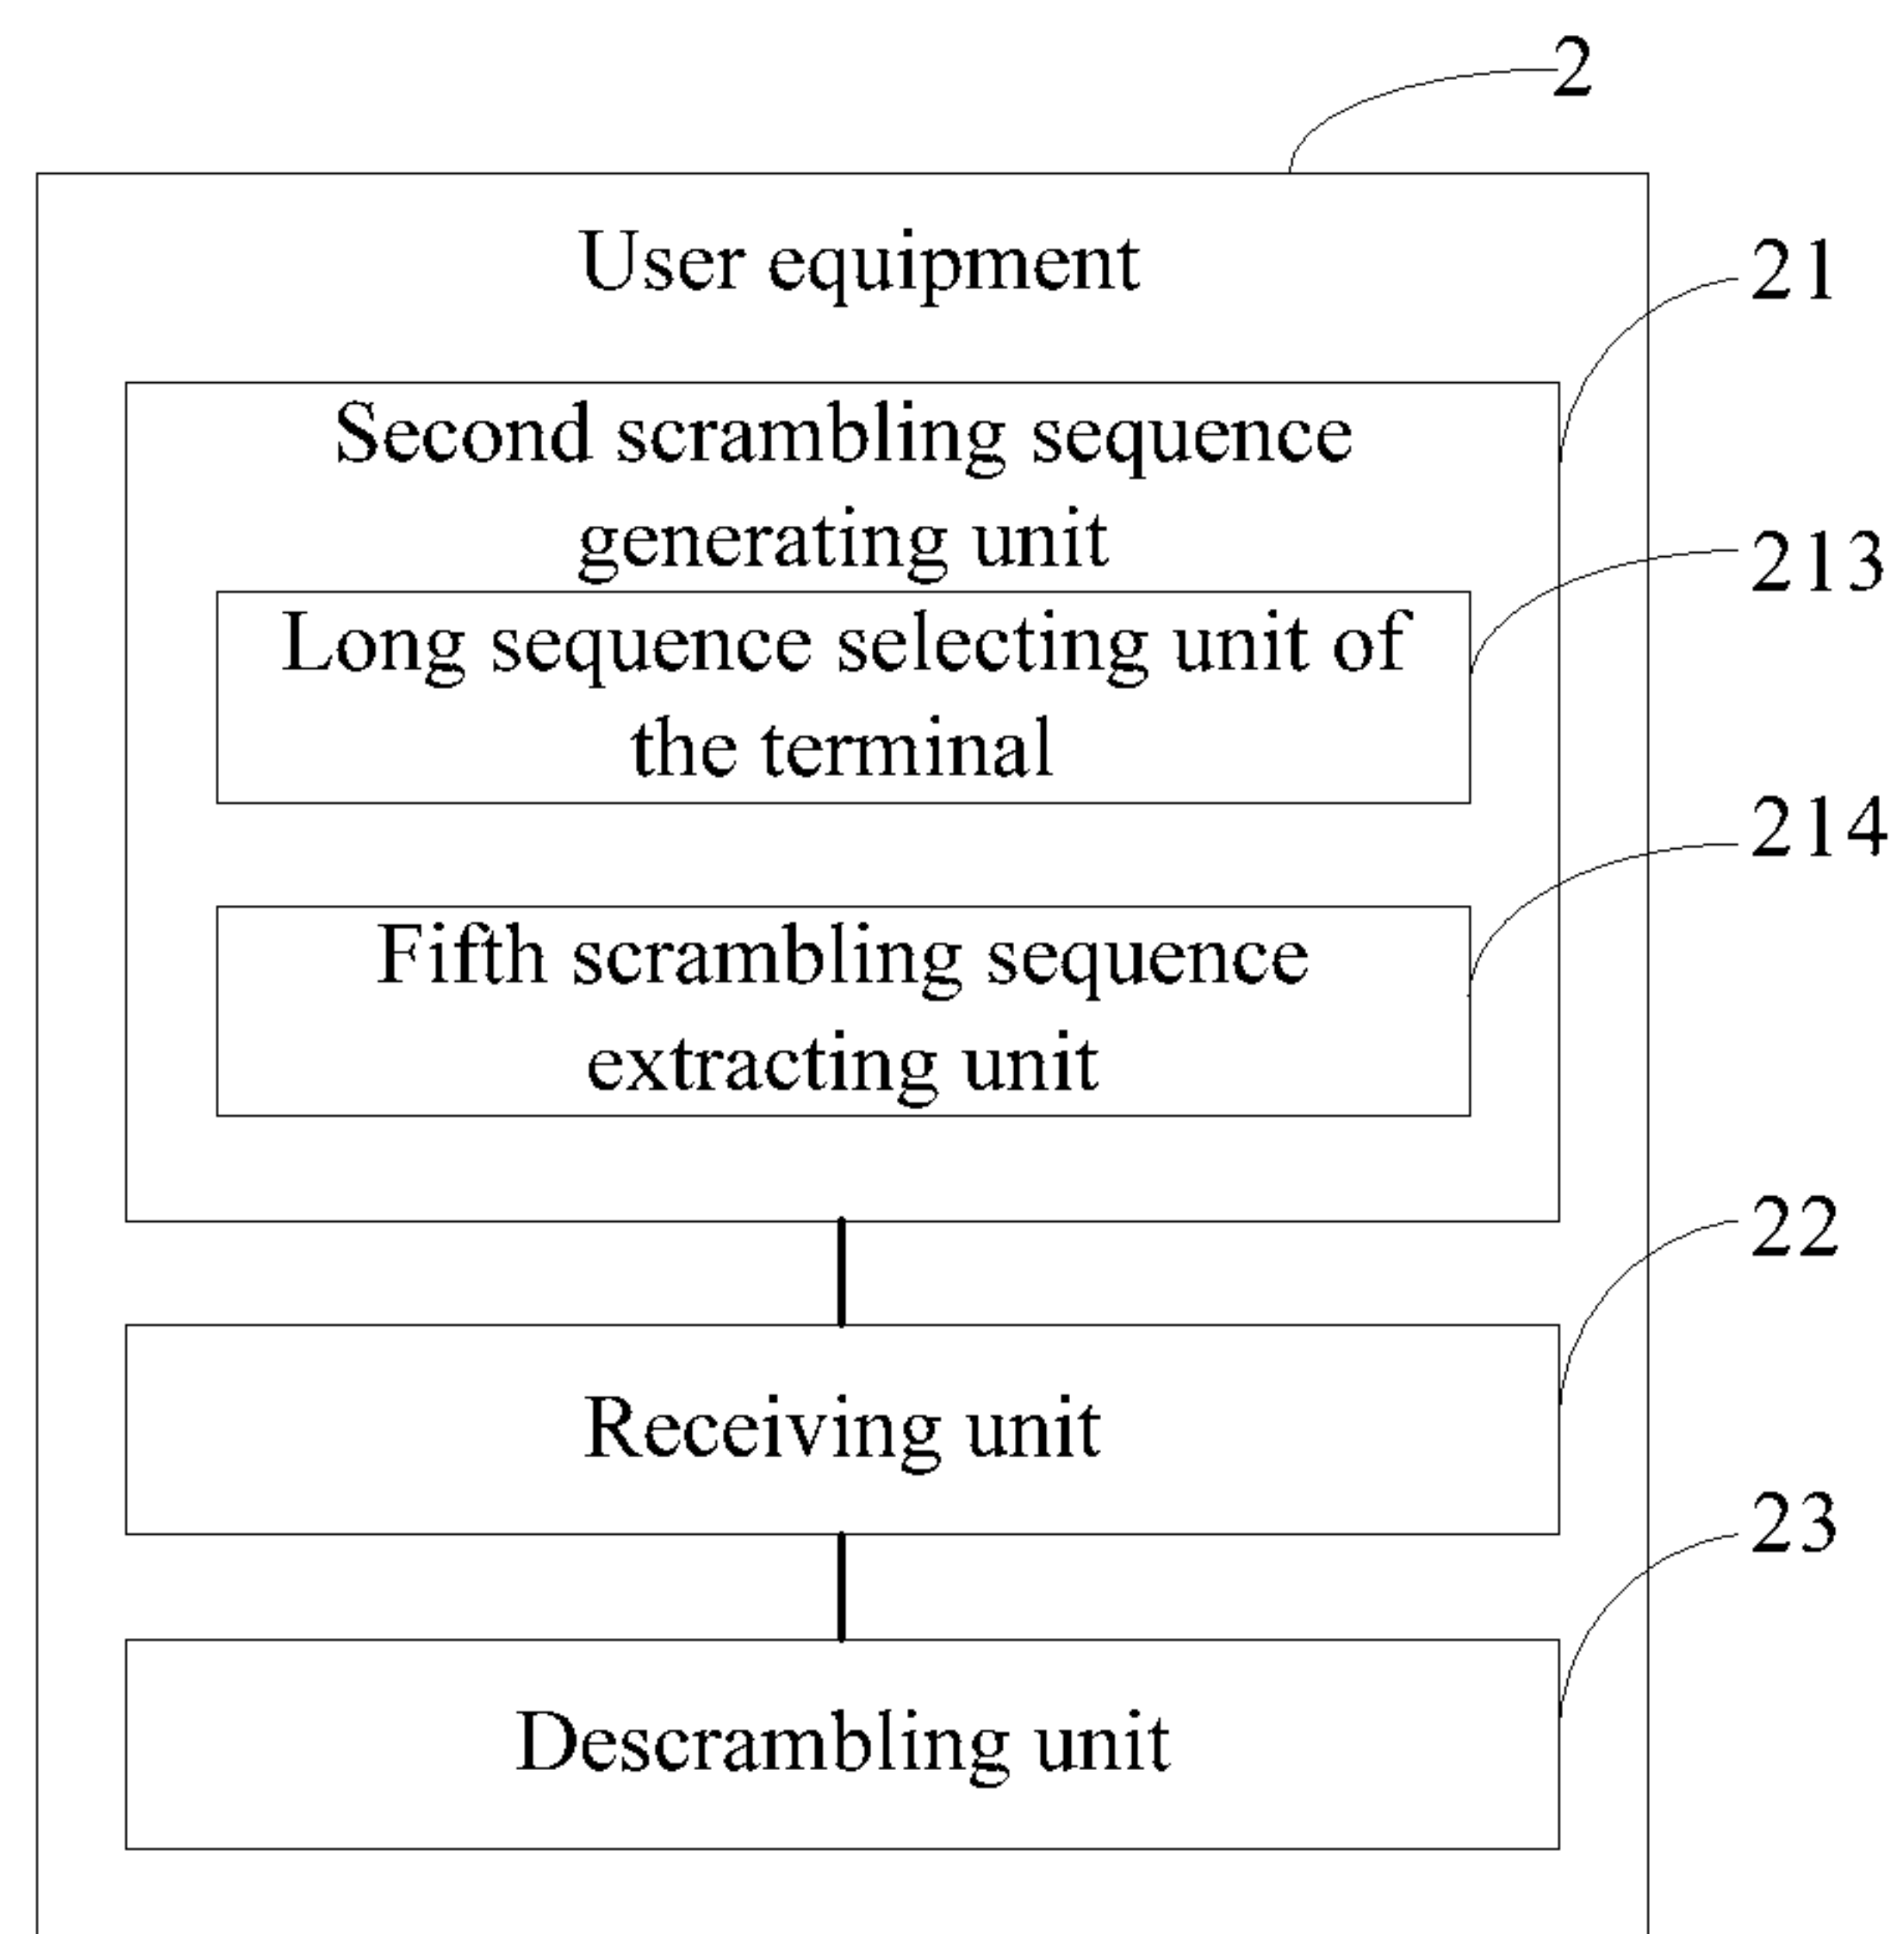 2
User equipment
21
Second scrambling sequence
generating unit
213
Long sequence selecting unit of
the terminal
214
Fifth scrambling sequence
extracting unit
22
Receiving unit
23
Descrambling unit